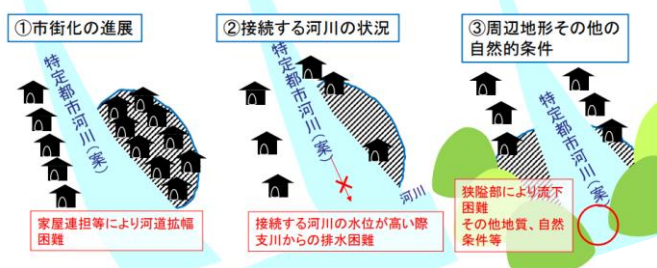 ①市街化の進展
特定都市河川(案)
家屋連担等により河道拡幅
困難
②接続する河川の状況
特定都市河川(案)
河川
接続する河川の水位が高い際
支川からの排水困難
③周辺地形その他の
自然的条件
特定都市河川(案)
狭隘部により流下
困難
その他地質、自然
条件等